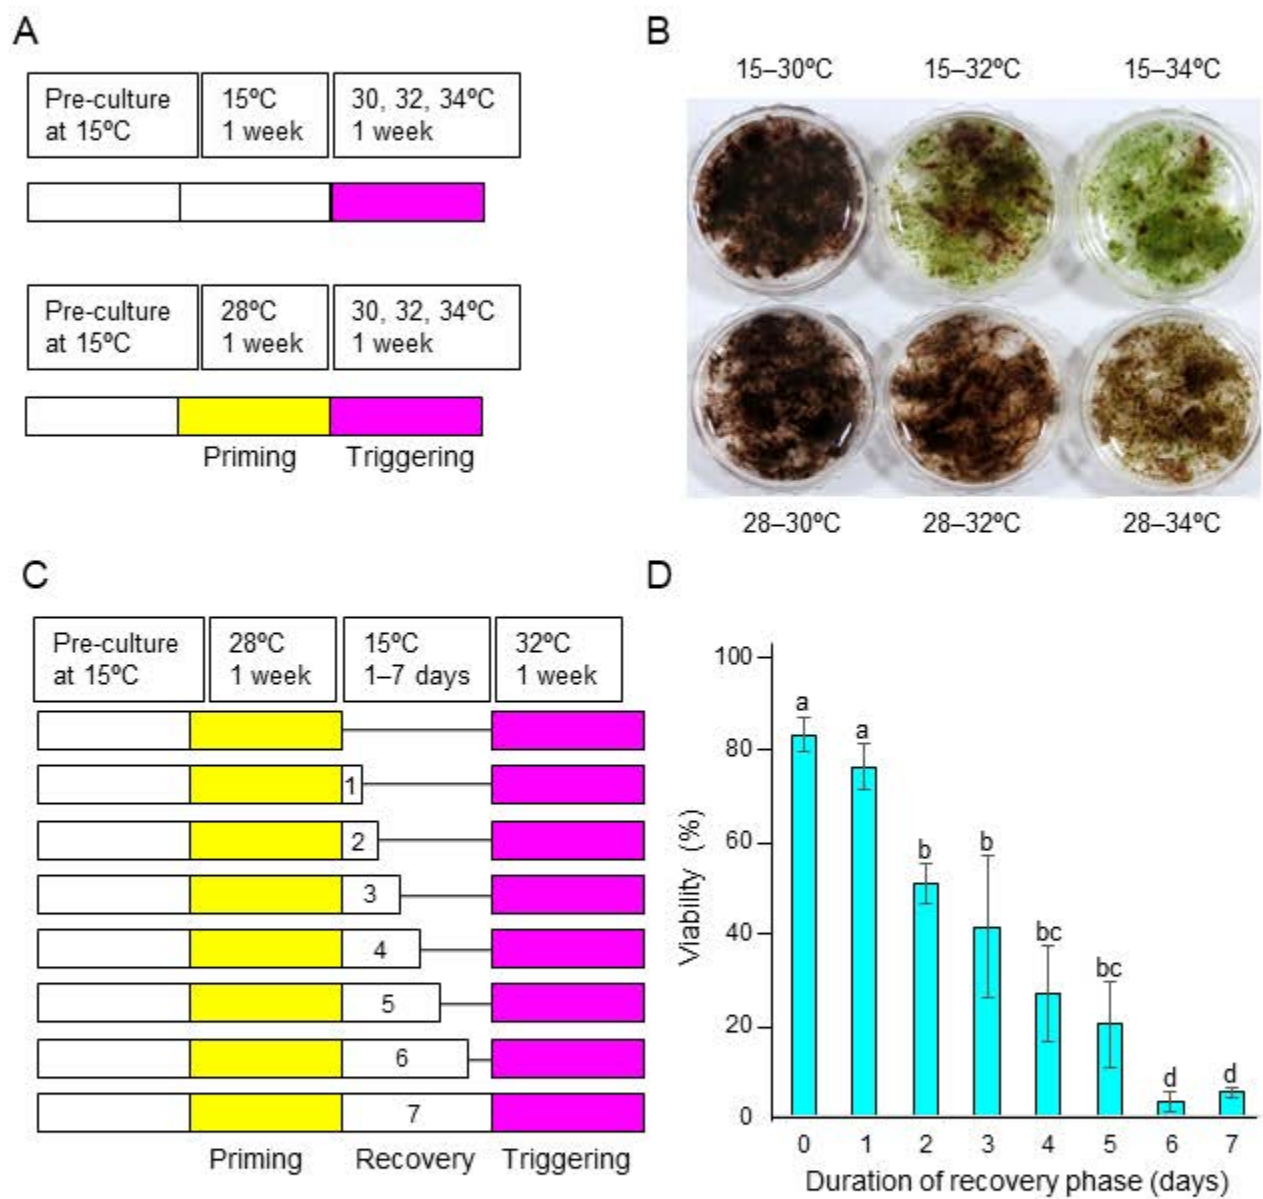 A
Pre-culture
at 15ºC
15ºC
1 week
30, 32, 34ºC
1 week
Pre-culture
at 15ºC
28ºC
1 week
30, 32, 34ºC
1 week
Priming
Triggering
B
15–30ºC
15–32ºC
15–34ºC
28–30ºC
28–32ºC
28–34ºC
C
Pre-culture
at 15ºC
28ºC
1 week
15ºC
1–7 days
32ºC
1 week
1
2
3
4
5
6
7
Priming
Recovery
Triggering
D
Viability (%)
100
80
60
40
20
0
a
a
b
b
bc
bc
d
d
0
1
2
3
4
5
6
7
Duration of recovery phase (days)